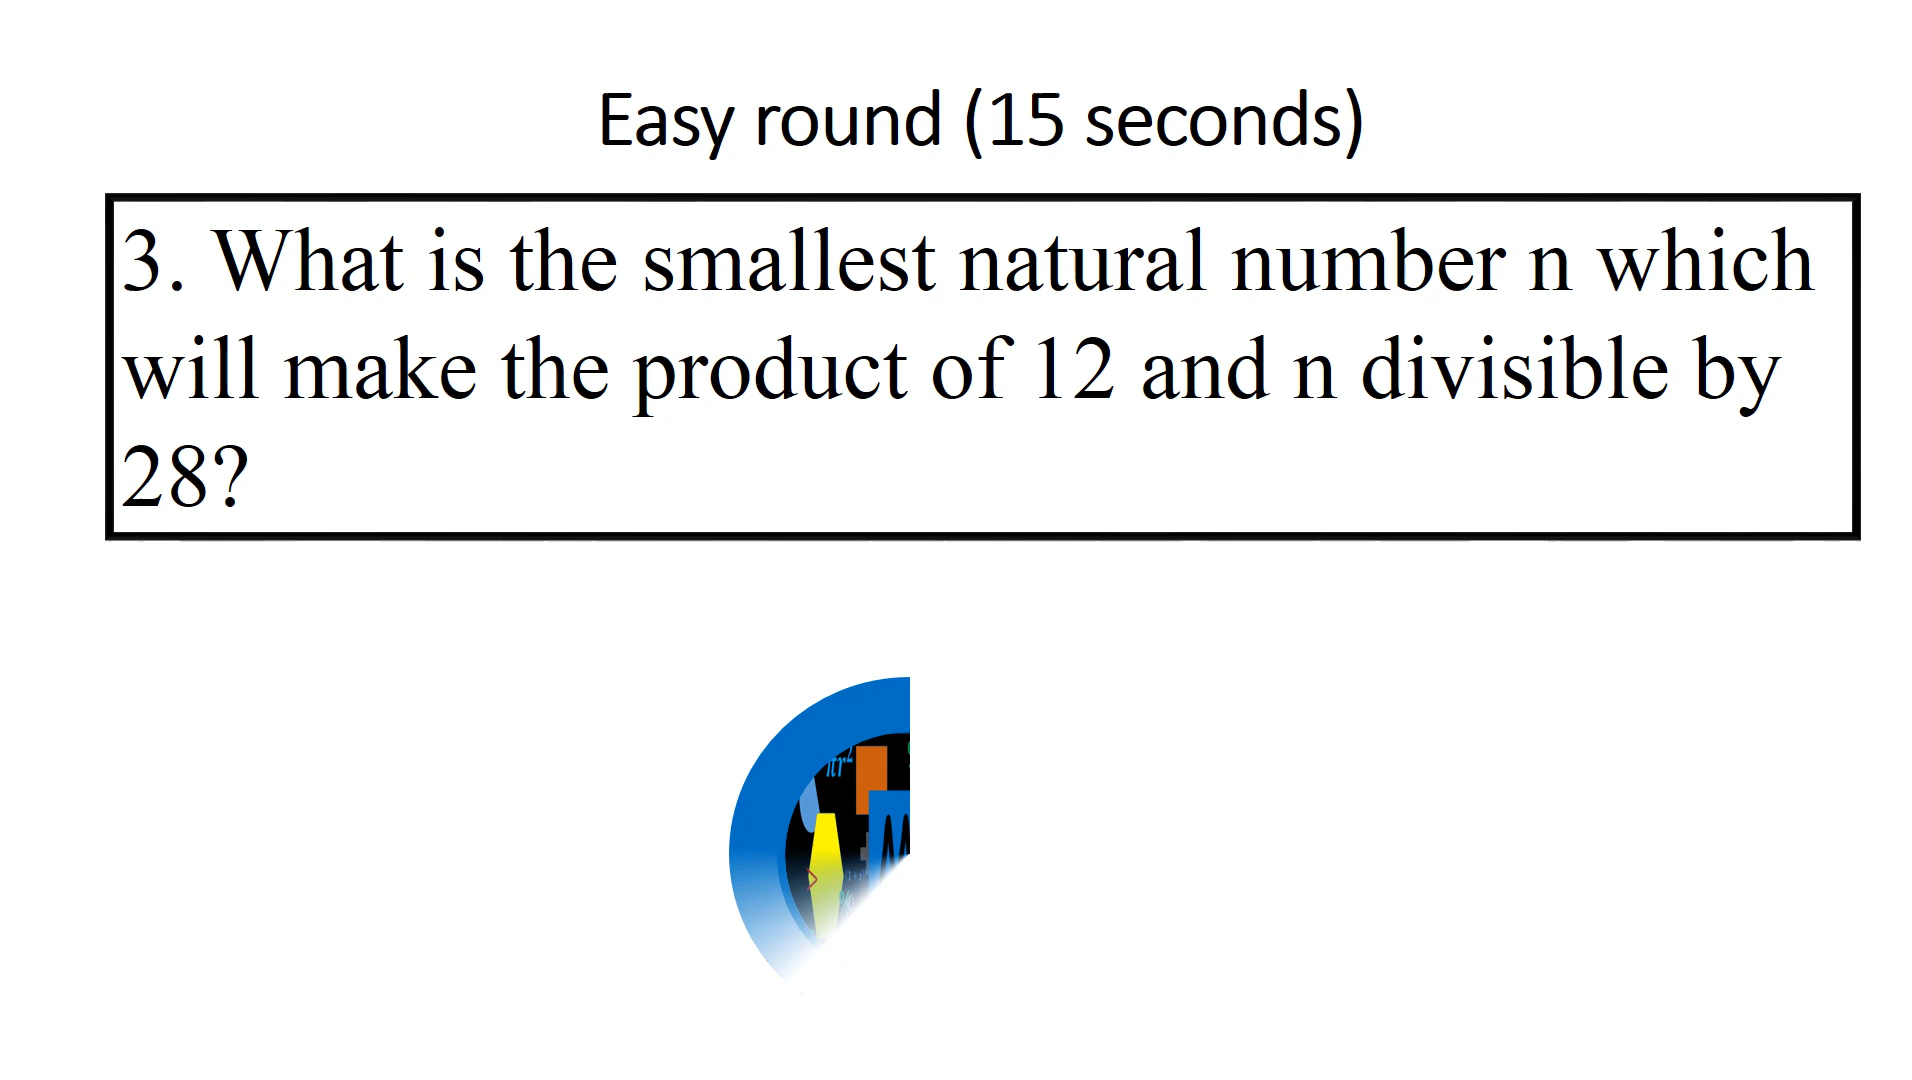 Easy round (15 seconds)
3. What is the smallest natural number n which
will make the product of 12 and n divisible by
28?
πr²